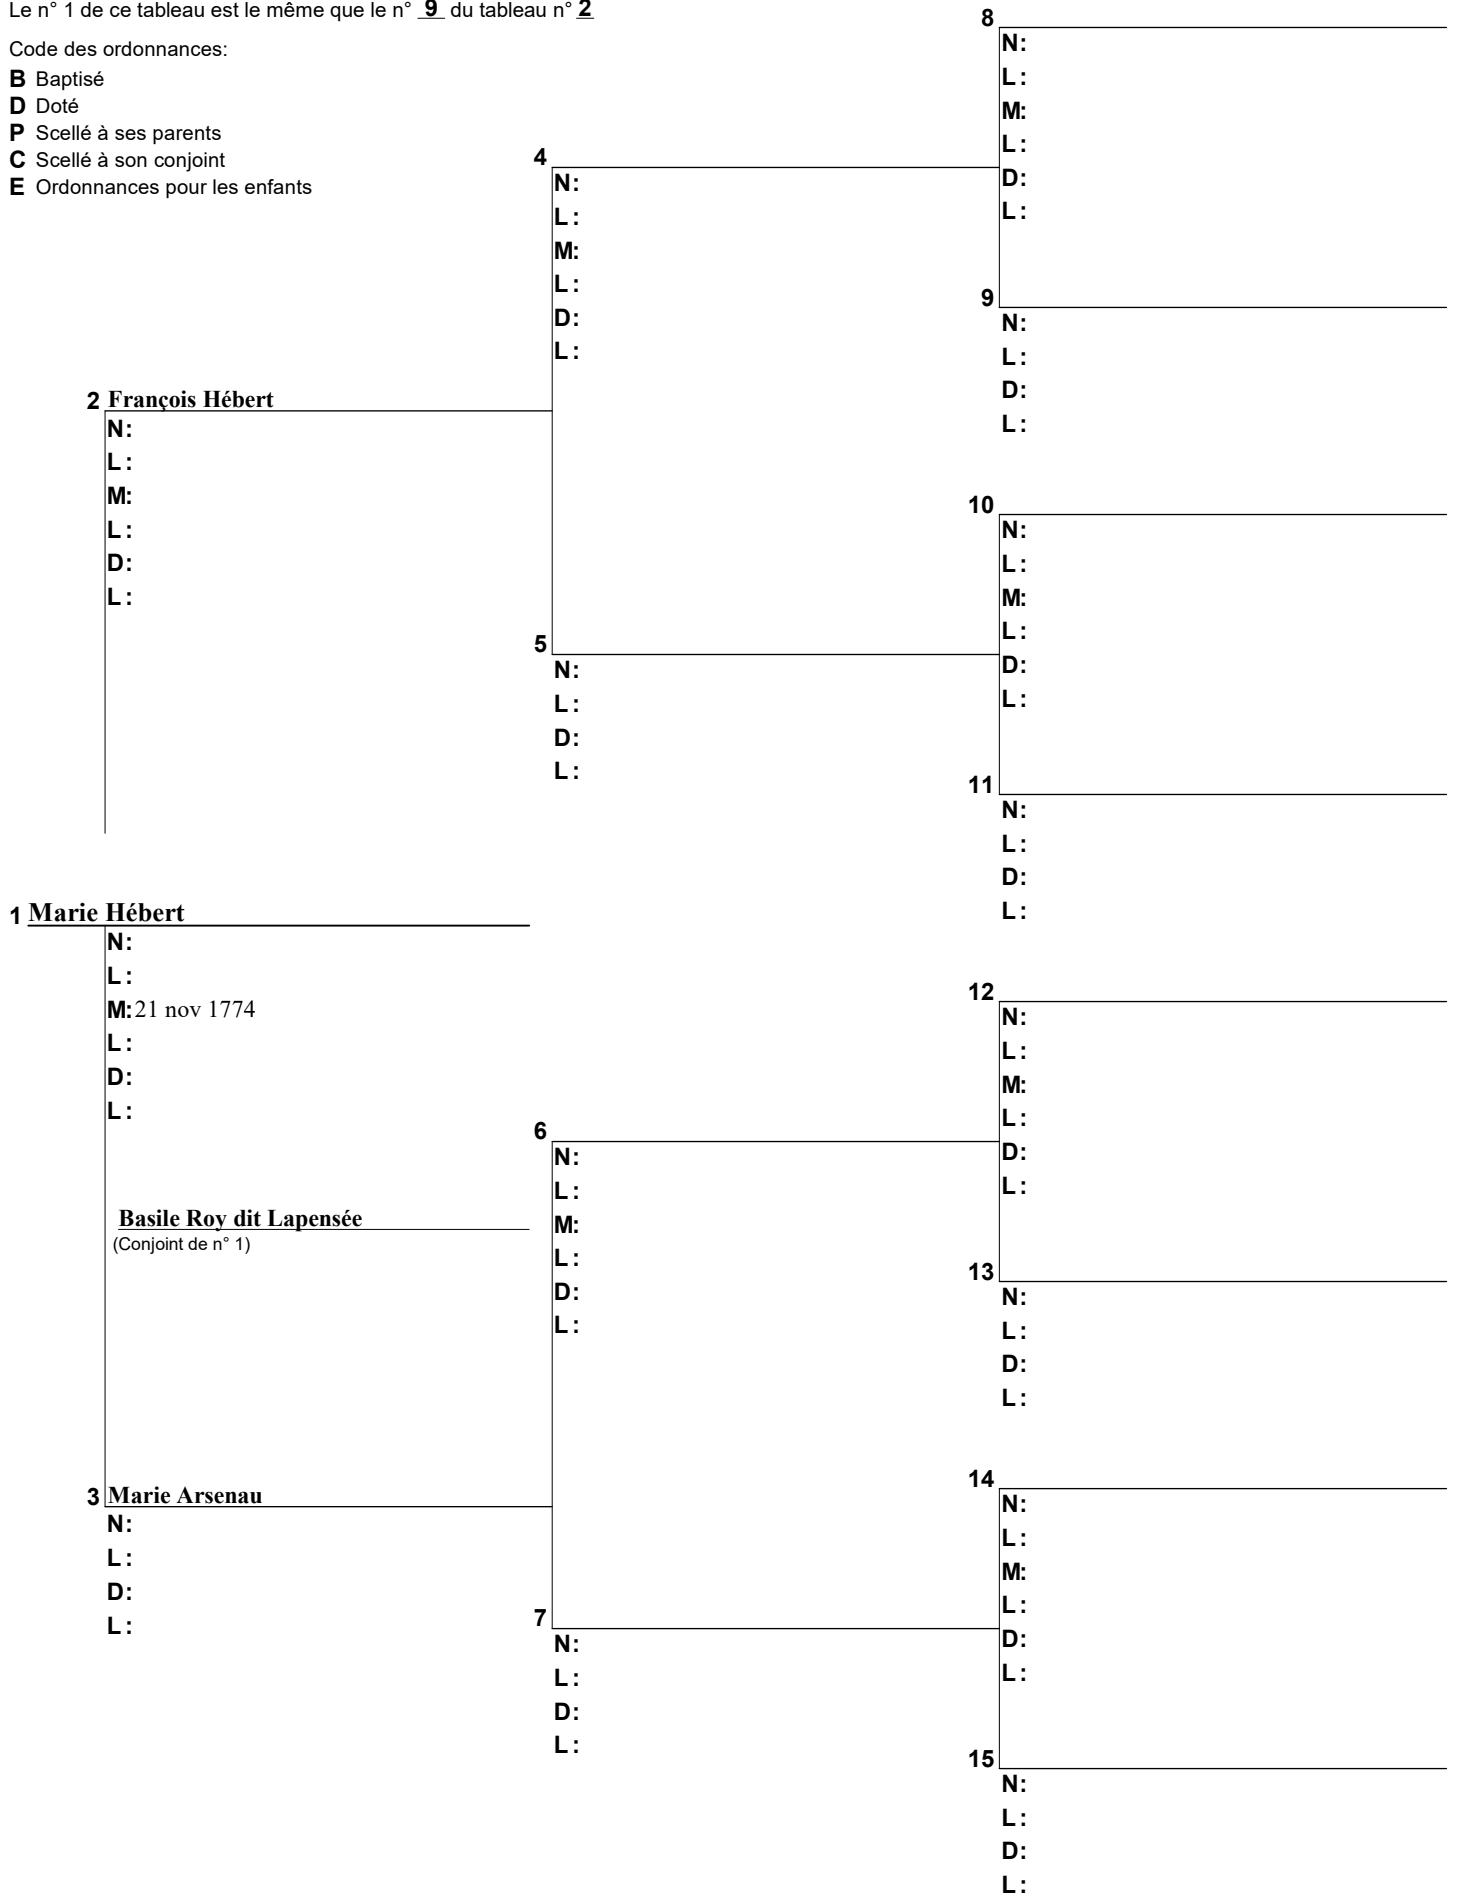 Le n° 1 de ce tableau est le même que le n° 9 du tableau n° 2
Code des ordonnances:
B Baptisé
D Doté
P Scellé à ses parents
C Scellé à son conjoint
E Ordonnances pour les enfants
8
N:
L:
M:
L:
D:
L:
4
N:
L:
M:
L:
D:
L:
9
N:
L:
D:
L:
2 François Hébert
N:
L:
M:
L:
D:
L:
10
N:
L:
M:
L:
D:
L:
5
N:
L:
D:
L:
11
N:
L:
D:
L:
1 Marie Hébert
N:
L:
M: 21 nov 1774
L:
D:
L:
Basile Roy dit Lapensée
(Conjoint de n° 1)
12
N:
L:
M:
L:
D:
L:
6
N:
L:
M:
L:
D:
L:
13
N:
L:
D:
L:
3 Marie Arsenau
N:
L:
D:
L:
14
N:
L:
M:
L:
D:
L:
7
N:
L:
D:
L:
15
N:
L:
D:
L: